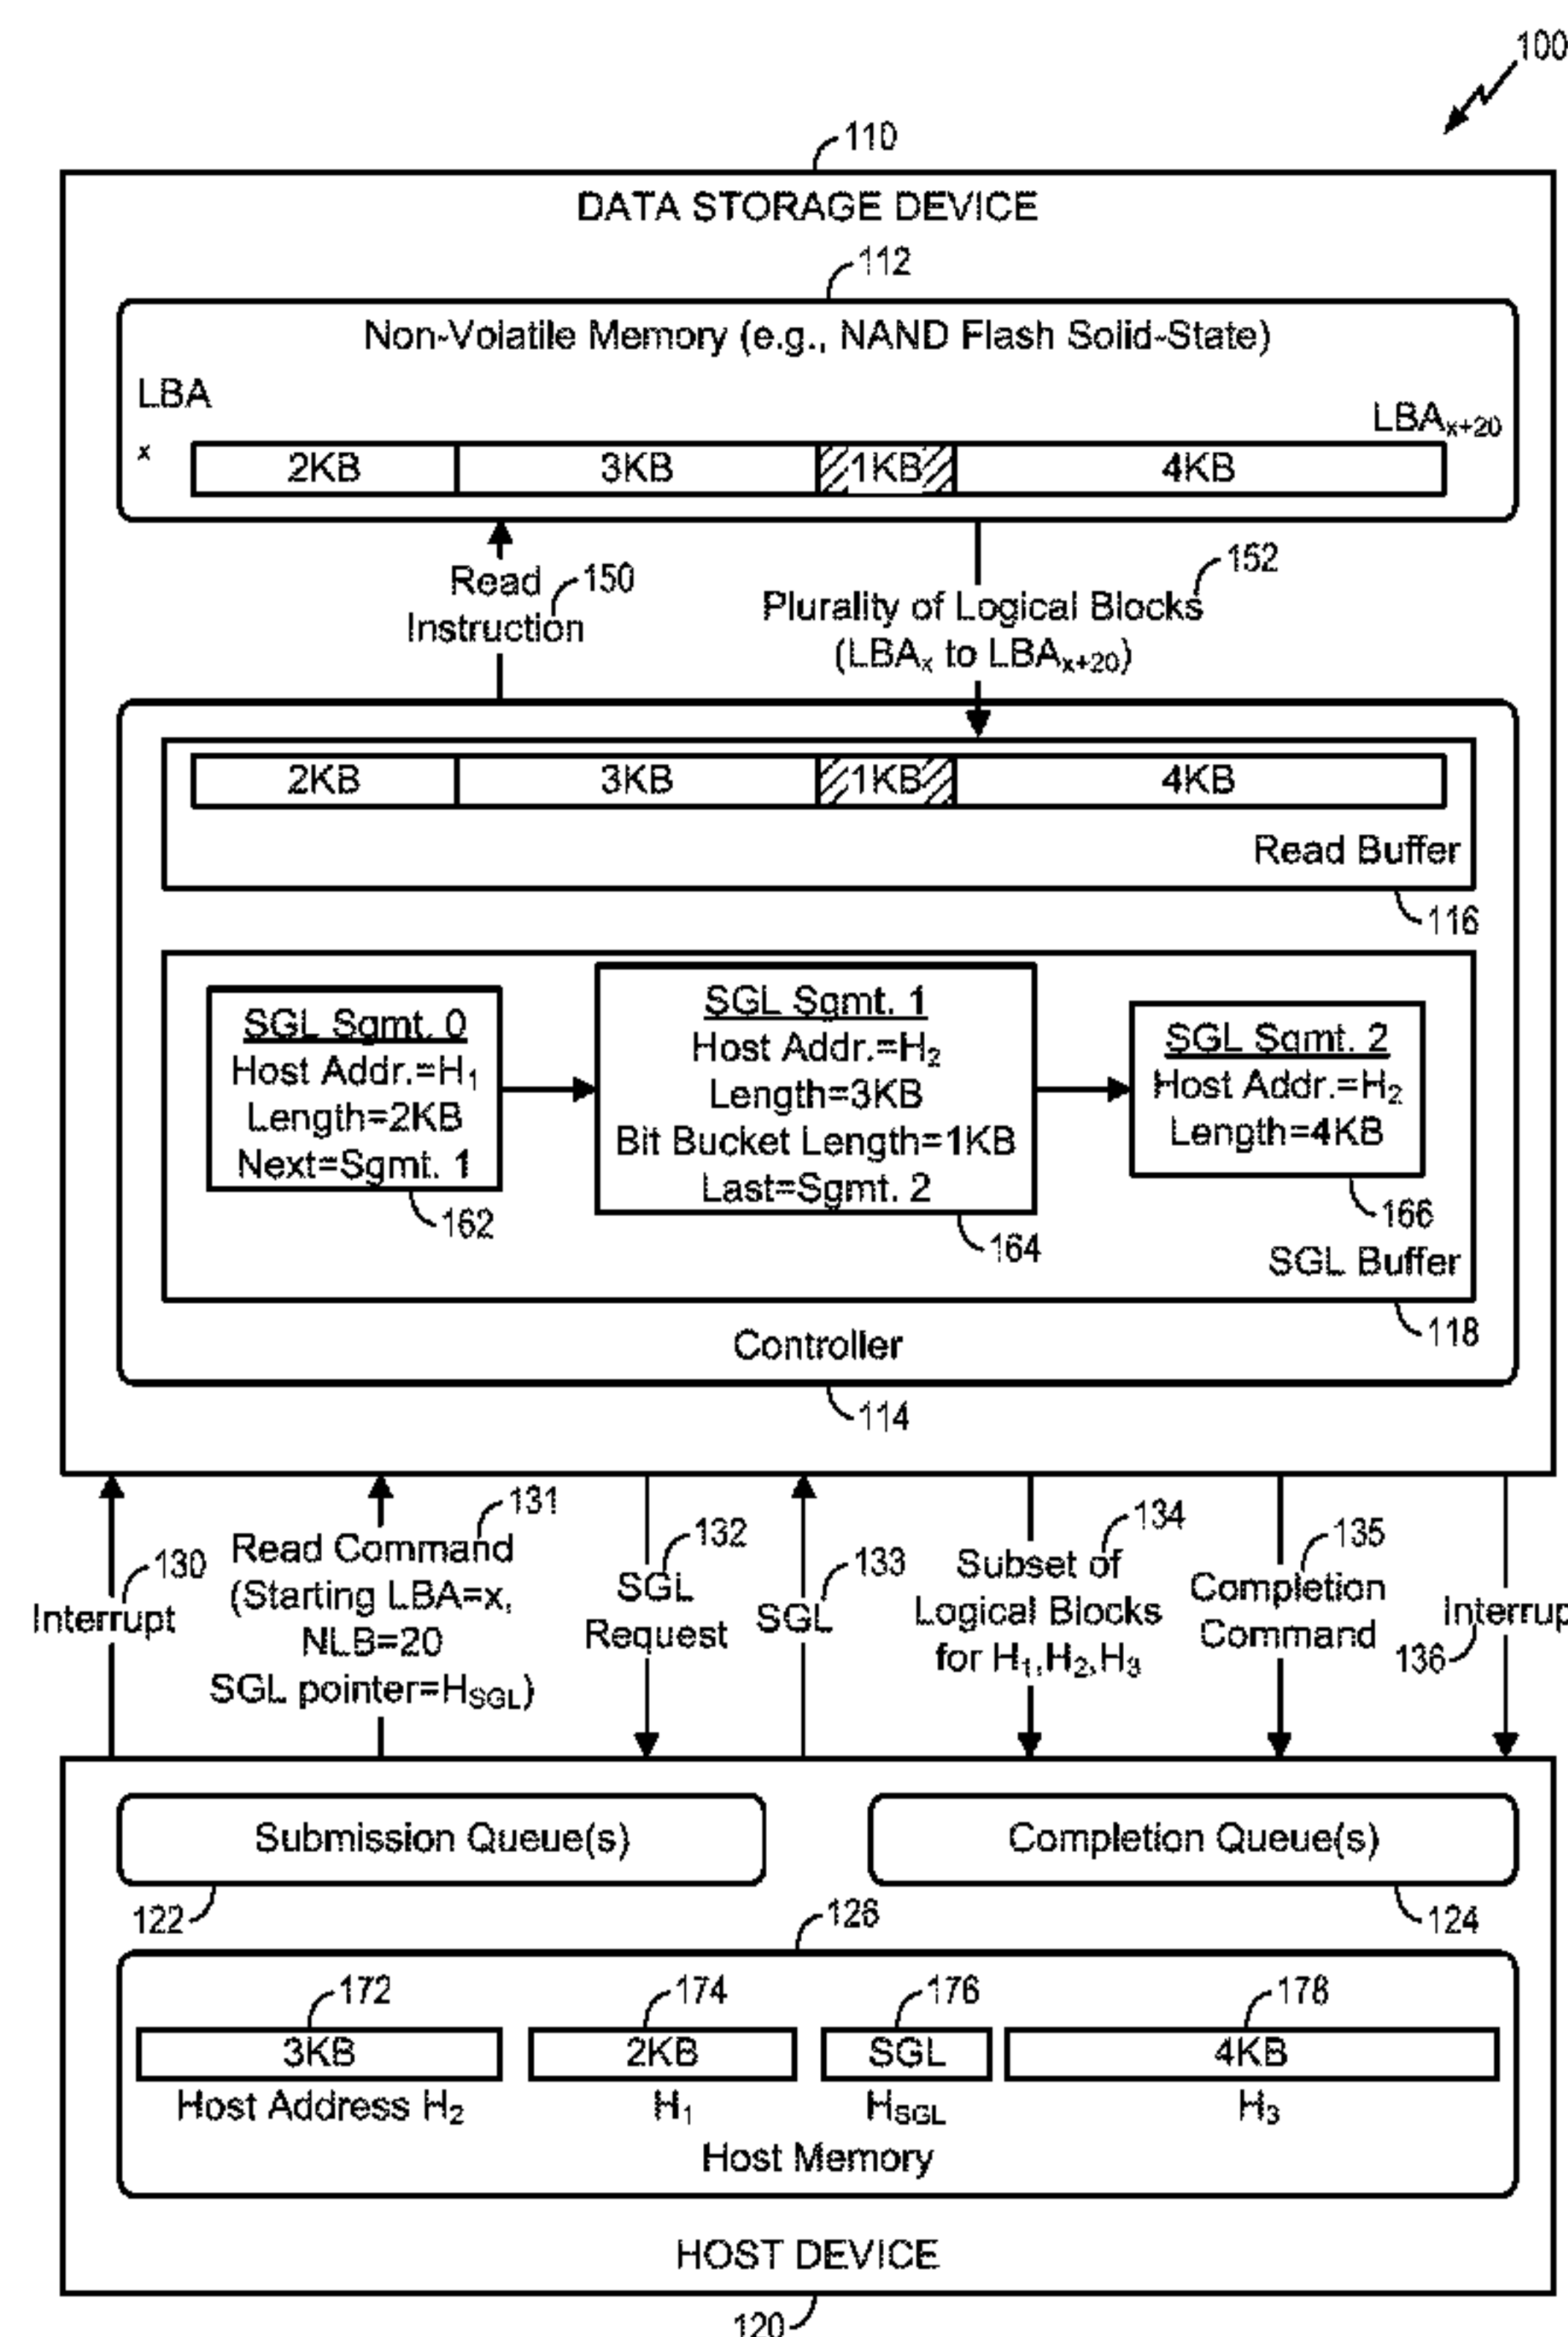 100
110
DATA STORAGE DEVICE
112
Non-Volatile Memory (e.g., NAND Flash Solid-State)
LBA
x
LBAx+20
2KB 3KB 1KB 4KB
Read
Instruction
150
152
Plurality of Logical Blocks
(LBAx to LBAx+20)
2KB 3KB 1KB 4KB
Read Buffer
116
SGL Sgmt. 0
Host Addr.=H1
Length=2KB
Next=Sgmt. 1
162
SGL Sgmt. 1
Host Addr.=H2
Length=3KB
Bit Bucket Length=1KB
Last=Sgmt. 2
164
SGL Sgmt. 2
Host Addr.=H2
Length=4KB
166
SGL Buffer
118
Controller
114
130
Interrupt
131
Read Command
(Starting LBA=x,
NLB=20
SGL pointer=HSGL)
132
SGL
Request
133
SGL
134
Subset of
Logical Blocks
for H1,H2,H3
135
Completion
Command
Interrup
136
Submission Queue(s)
122
Completion Queue(s)
124
126
172
3KB
Host Address H2
174
2KB
H1
176
SGL
HSGL
178
4KB
H3
Host Memory
HOST DEVICE
120